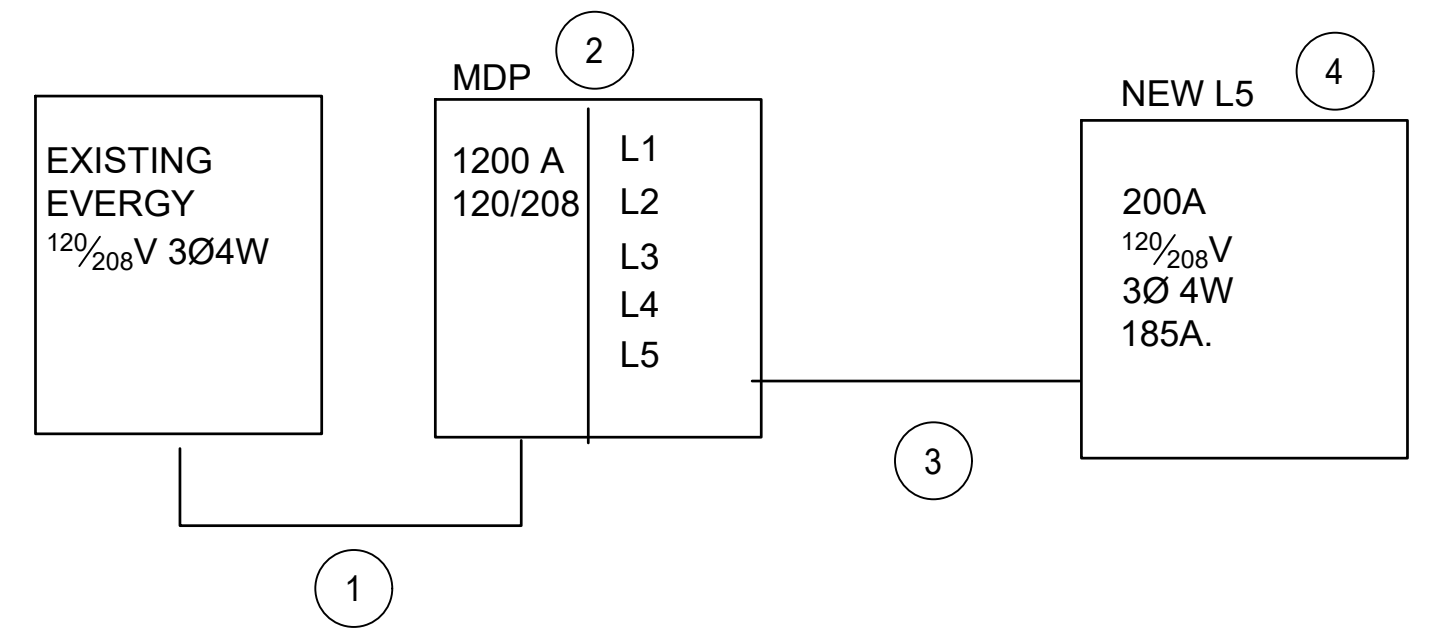 EXISTING
EVERGY
120/208V 3Ø4W
1
MDP
2
1200 A
120/208
L1
L2
L3
L4
L5
3
NEW L5
4
200A
120/208V
3Ø 4W
185A.